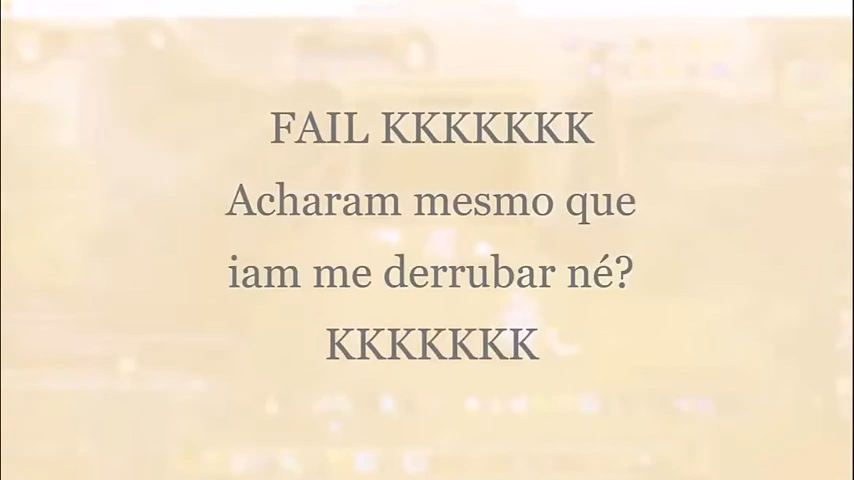 FAIL KKKKKKK
Acharam mesmo que
iam me derrubar né?
KKKKKKK